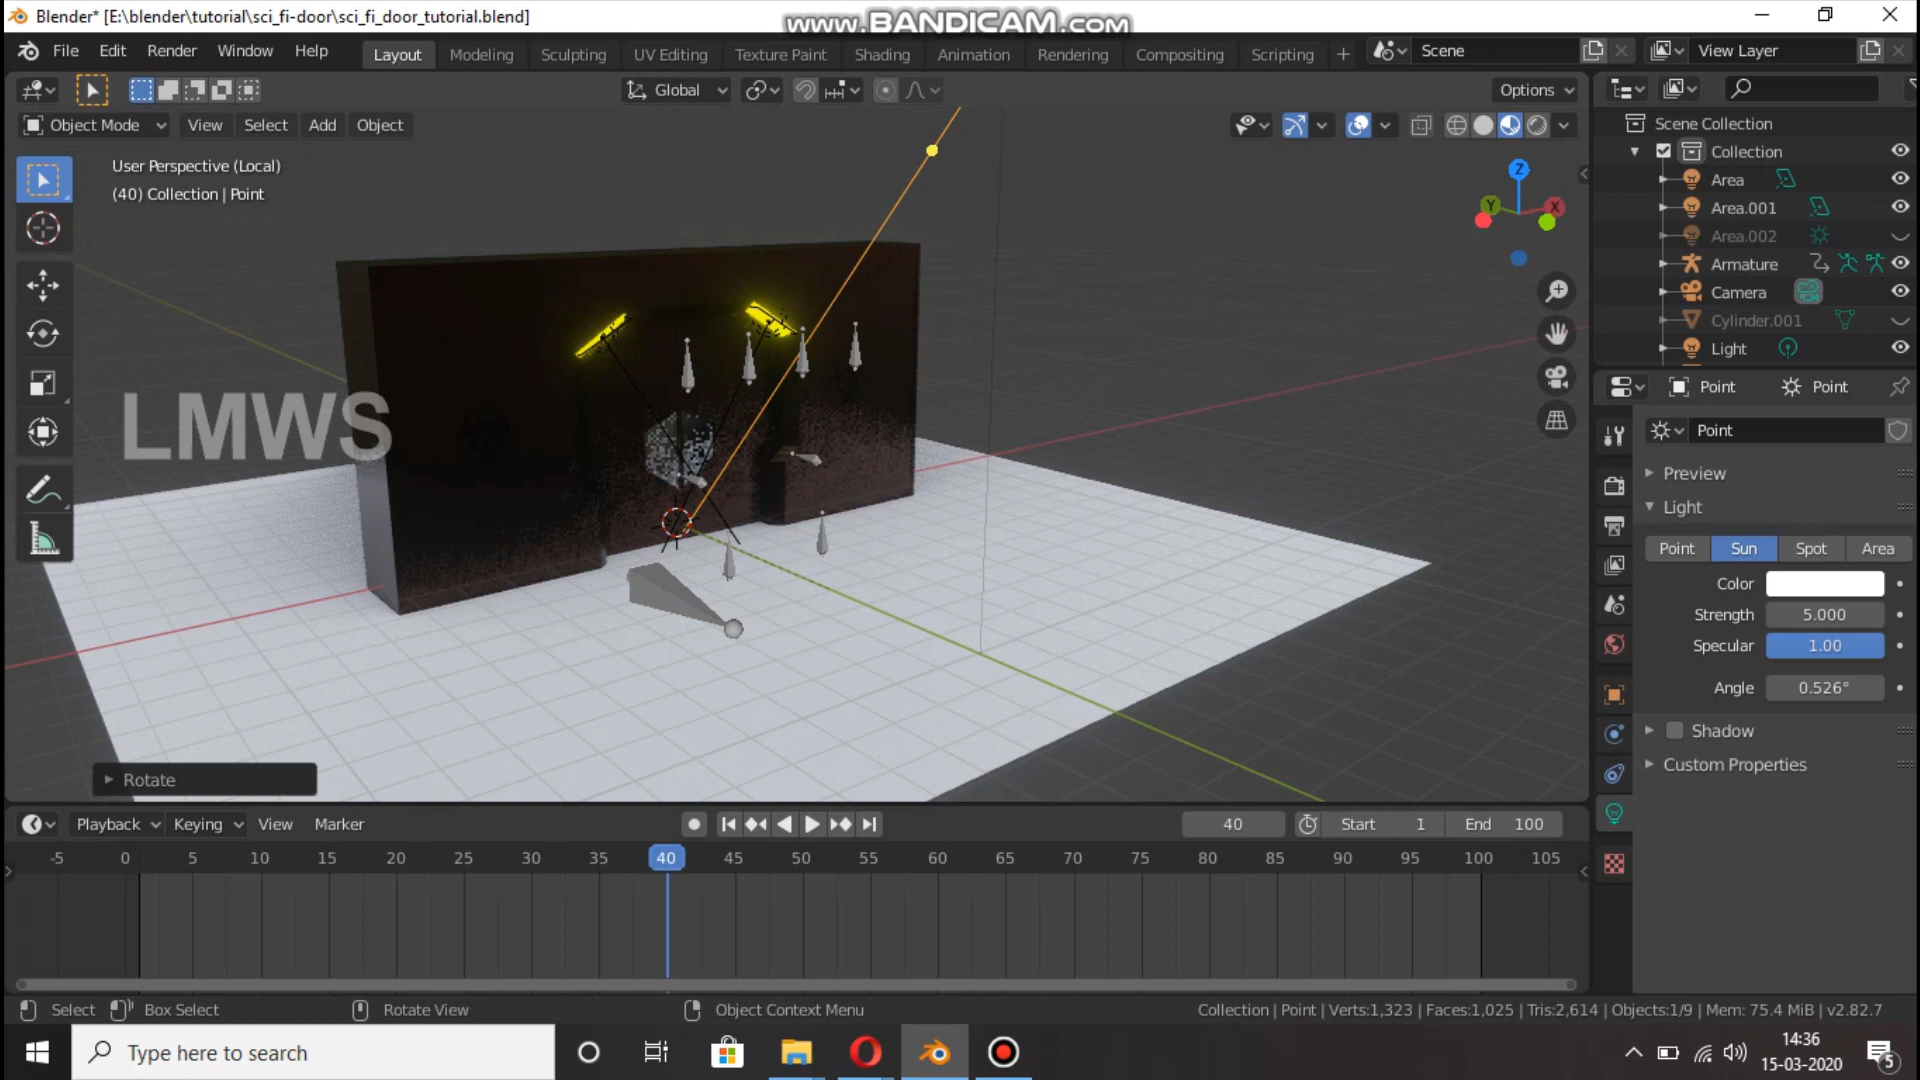 Blender* [E:\blender\tutorial\sci_fi-door\sci_fi_door_tutorial.blend]
www.BANDICAM.com
File Edit Render Window Help
Layout Modeling Sculpting UV Editing Texture Paint Shading Animation Rendering Compositing Scripting +
Scene
View Layer
Global
Options
Object Mode View Select Add Object
User Perspective (Local)
(40) Collection | Point
Z
Y
X
LMWS
Rotate
Scene Collection
Collection
Area
Area.001
Area.002
Armature
Camera
Cylinder.001
Light
Point Point
Point
Preview
Light
Point Sun Spot Area
Color
Strength 5.000
Specular 1.00
Angle 0.526°
Shadow
Custom Properties
Playback Keying View Marker
40 Start 1 End 100
-5 0 5 10 15 20 25 30 35 40 45 50 55 60 65 70 75 80 85 90 95 100 105
Select Box Select Rotate View Object Context Menu
Collection | Point | Verts:1,323 | Faces:1,025 | Tris:2,614 | Objects:1/9 | Mem: 75.4 MiB | v2.82.7
Type here to search
14:36
15-03-2020
5